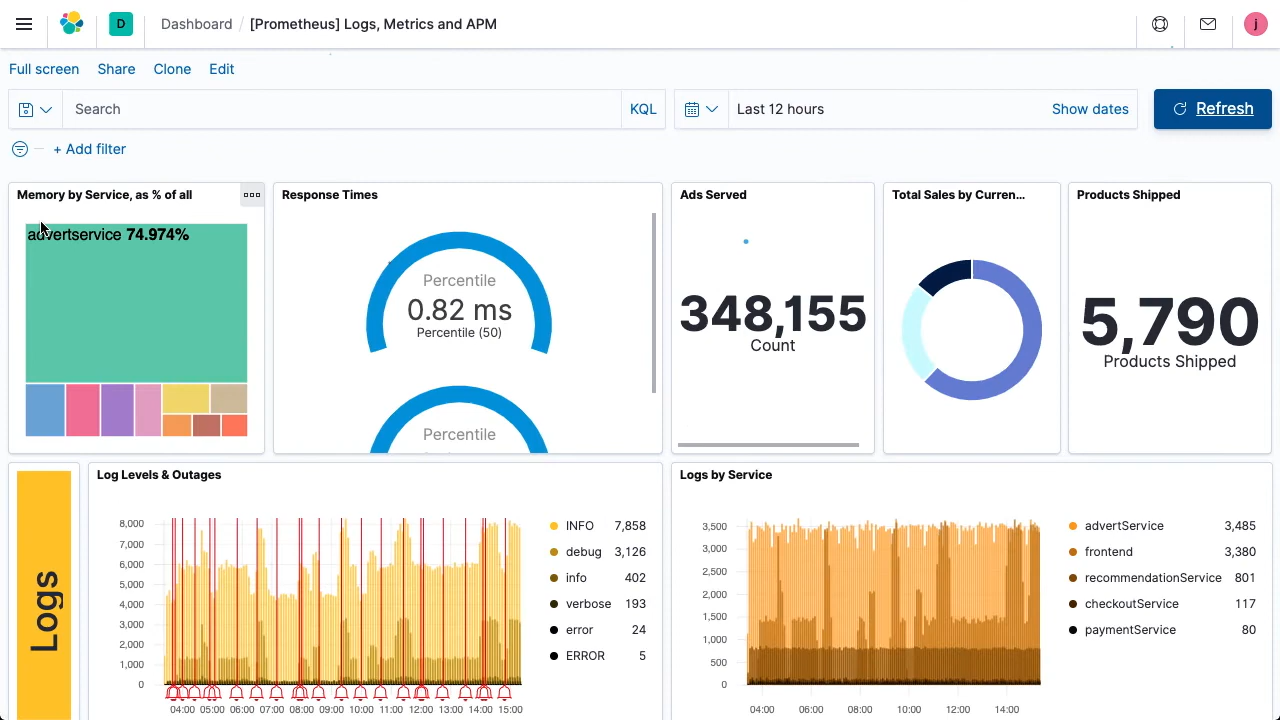 D Dashboard / [Prometheus] Logs, Metrics and APM j
Full screen Share Clone Edit
Search KQL Last 12 hours Show dates Refresh
+ Add filter
Memory by Service, as % of all
advertservice 74.974%
Response Times
Percentile
0.82 ms
Percentile (50)
Percentile
Ads Served
348,155
Count
Total Sales by Curren...
Products Shipped
5,790
Products Shipped
Logs
Log Levels & Outages
8,000
7,000
6,000
5,000
4,000
3,000
2,000
1,000
0
04:00 05:00 06:00 07:00 08:00 09:00 10:00 11:00 12:00 13:00 14:00 15:00
INFO 7,858
debug 3,126
info 402
verbose 193
error 24
ERROR 5
Logs by Service
3,500
3,000
2,500
2,000
1,500
1,000
500
0
04:00 06:00 08:00 10:00 12:00 14:00
advertService 3,485
frontend 3,380
recommendationService 801
checkoutService 117
paymentService 80